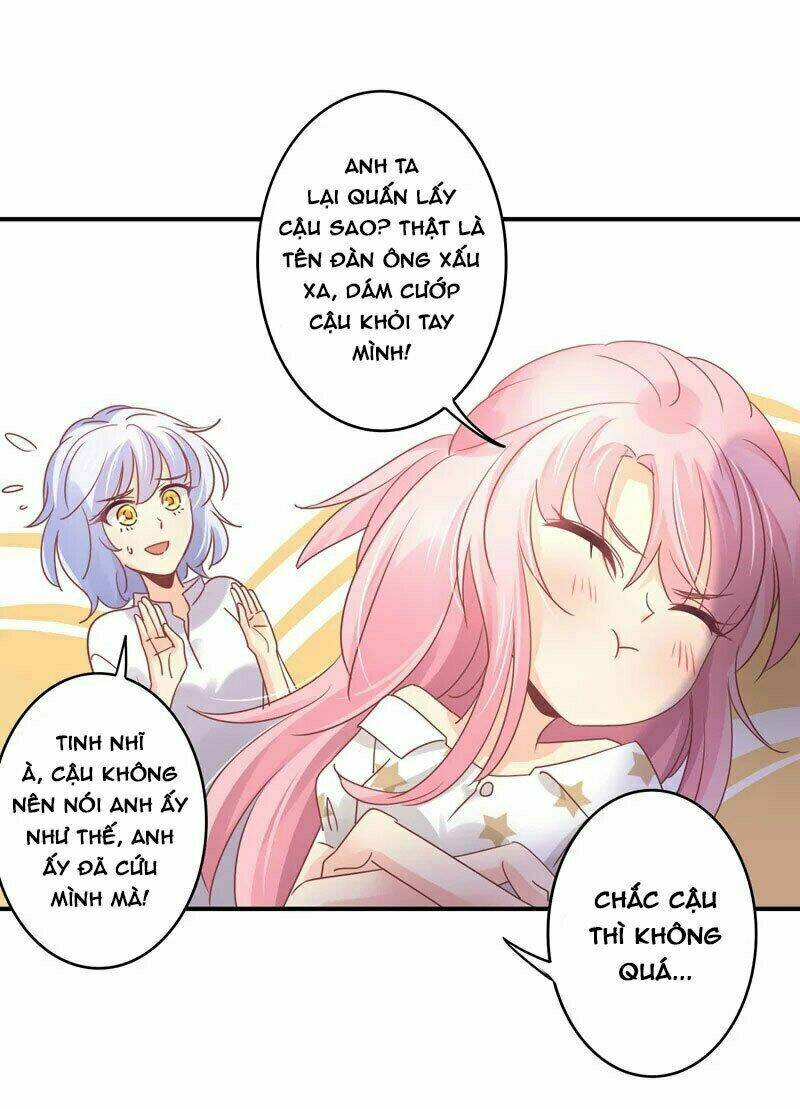 ANH TA
LẠI QUẤN LẤY
CẬU SAO? THẬT LÀ
TÊN ĐÀN ÔNG XẤU
XA, DÁM CƯỚP
CẬU KHỎI TAY
MÌNH!
TINH NHĨ
À, CẬU KHÔNG
NÊN NÓI ANH ẤY
NHƯ THẾ, ANH
ẤY ĐÃ CỨU
MÌNH MÀ!
CHẮC CẬU
THÌ KHÔNG
QUÁ...